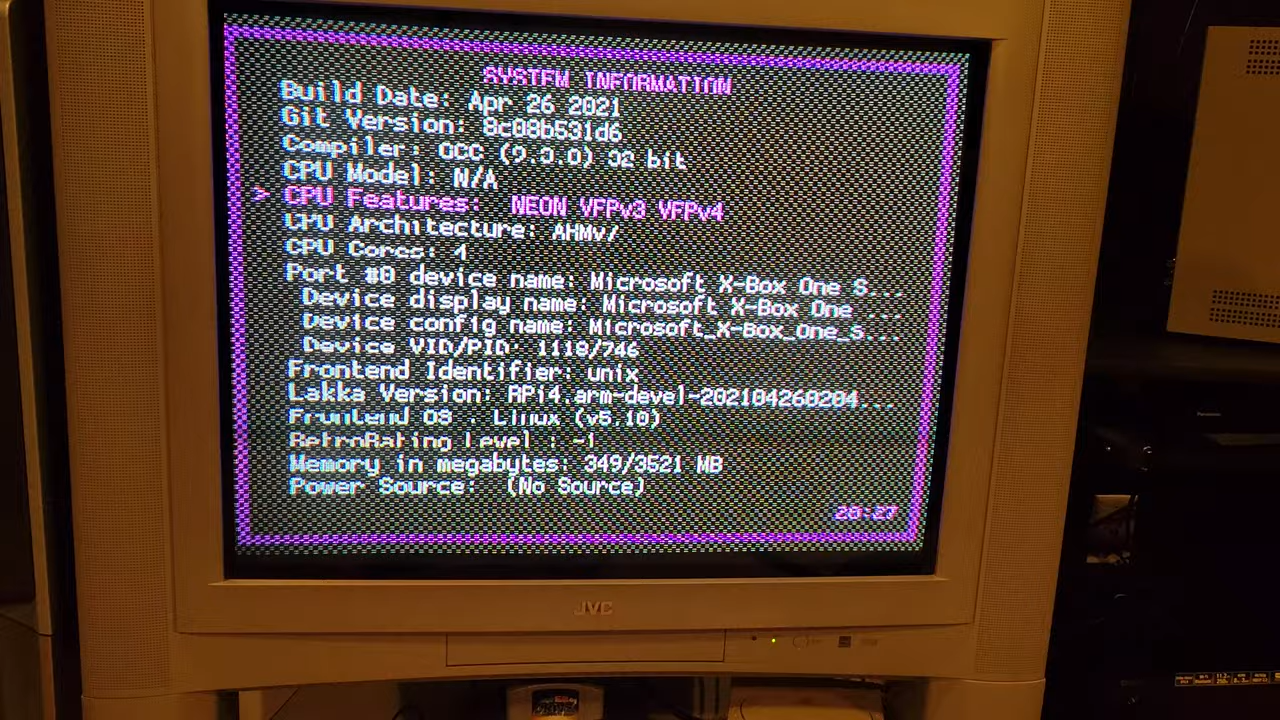 SYSTEM INFORMATION
Build Date: Apr 26 2021
Git Version: 8c08b531d6
Compiler: GCC (9.3.0) 32 bit
CPU Model: N/A
> CPU Features: NEON VFPv3 VFPv4
CPU Architecture: ARMv7
CPU Cores: 4
Port #0 device name: Microsoft X-Box One S...
Device display name: Microsoft X-Box One ...
Device config name: Microsoft_X-Box_One_S...
Device VID/PID: 1118/746
Frontend Identifier: unix
Lakka Version: RPi4.arm-devel-202104260204...
Frontend OS : Linux (v5.10)
RetroRating Level : -1
Memory in megabytes: 349/3521 MB
Power Source: (No Source)
20:27
JVC
Panasonic